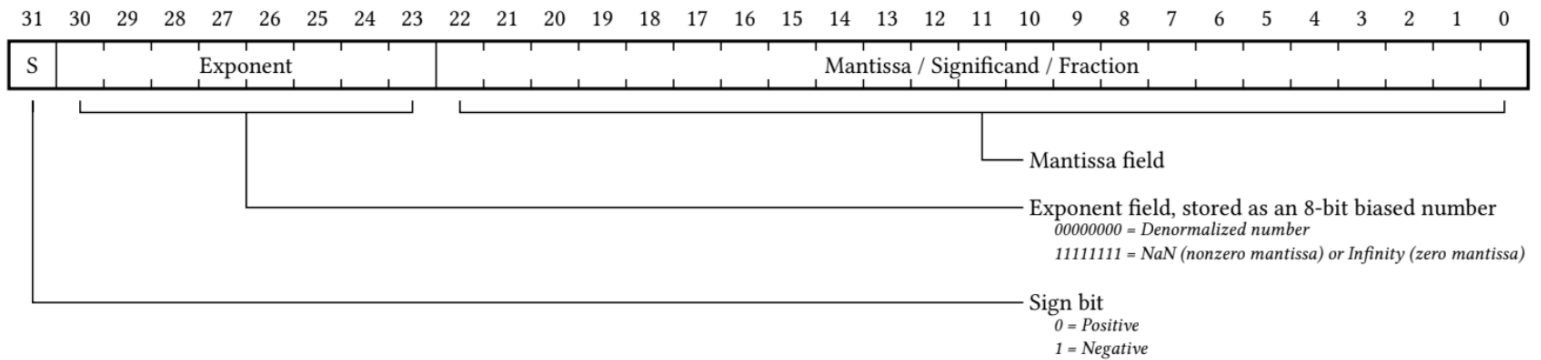 31 30 29 28 27 26 25 24 23 22 21 20 19 18 17 16 15 14 13 12 11 10 9 8 7 6 5 4 3 2 1 0
S Exponent Mantissa / Significand / Fraction
Mantissa field
Exponent field, stored as an 8-bit biased number
00000000 = Denormalized number
11111111 = NaN (nonzero mantissa) or Infinity (zero mantissa)
Sign bit
0 = Positive
1 = Negative